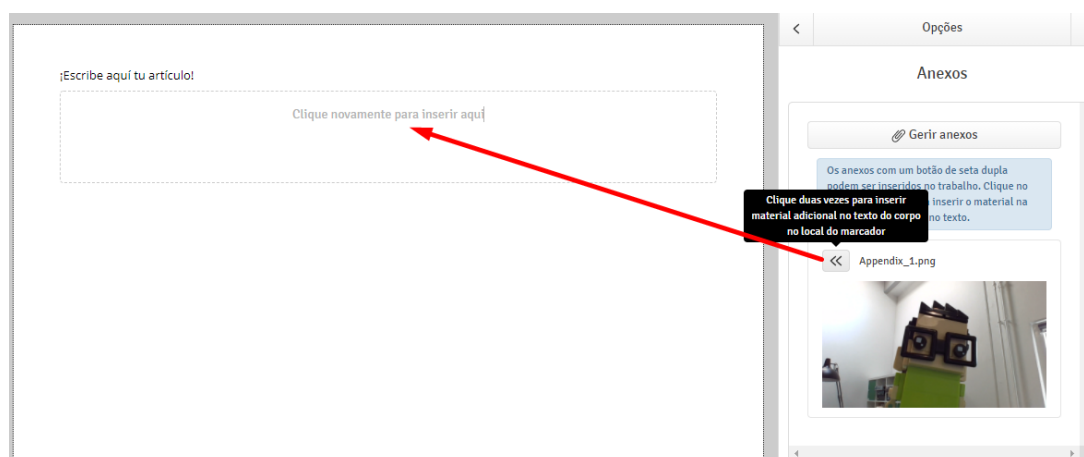 ¡Escribe aquí tu artículo!
Clique novamente para inserir aqui
Opções
Anexos
Gerir anexos
Os anexos com um botão de seta dupla
podem ser inseridos no trabalho. Clique no
inserir o material na
no texto.
Clique duas vezes para inserir
material adicional no texto do corpo
no local do marcador
Appendix_1.png